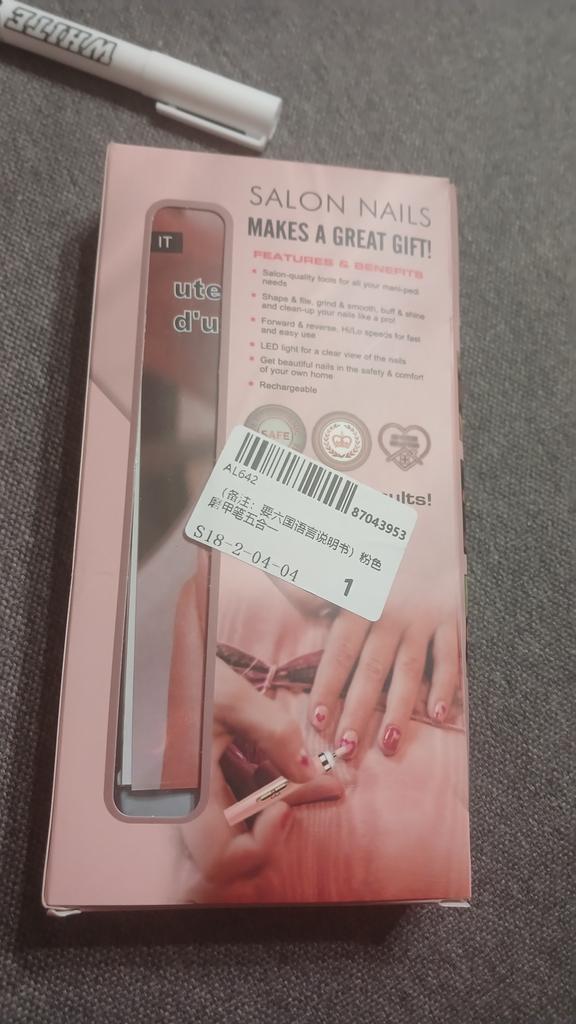 WHITE
SALON NAILS
MAKES A GREAT GIFT!
FEATURES & BENEFITS
Salon-quality tools for all your mani-pedi
needs
Shape & file, grind & smooth, buff & shine
and clean-up your nails like a pro!
Forward & reverse, Hi/Lo speeds for fast
and easy use
LED light for a clear view of the nails
Get beautiful nails in the safety & comfort
of your own home
Rechargeable
IT
ute
d'u
SAFE
ults!
AL642
87043953
(备注：要六国语言说明书) 粉色
磨甲笔五合一
S18-2-04-04
1